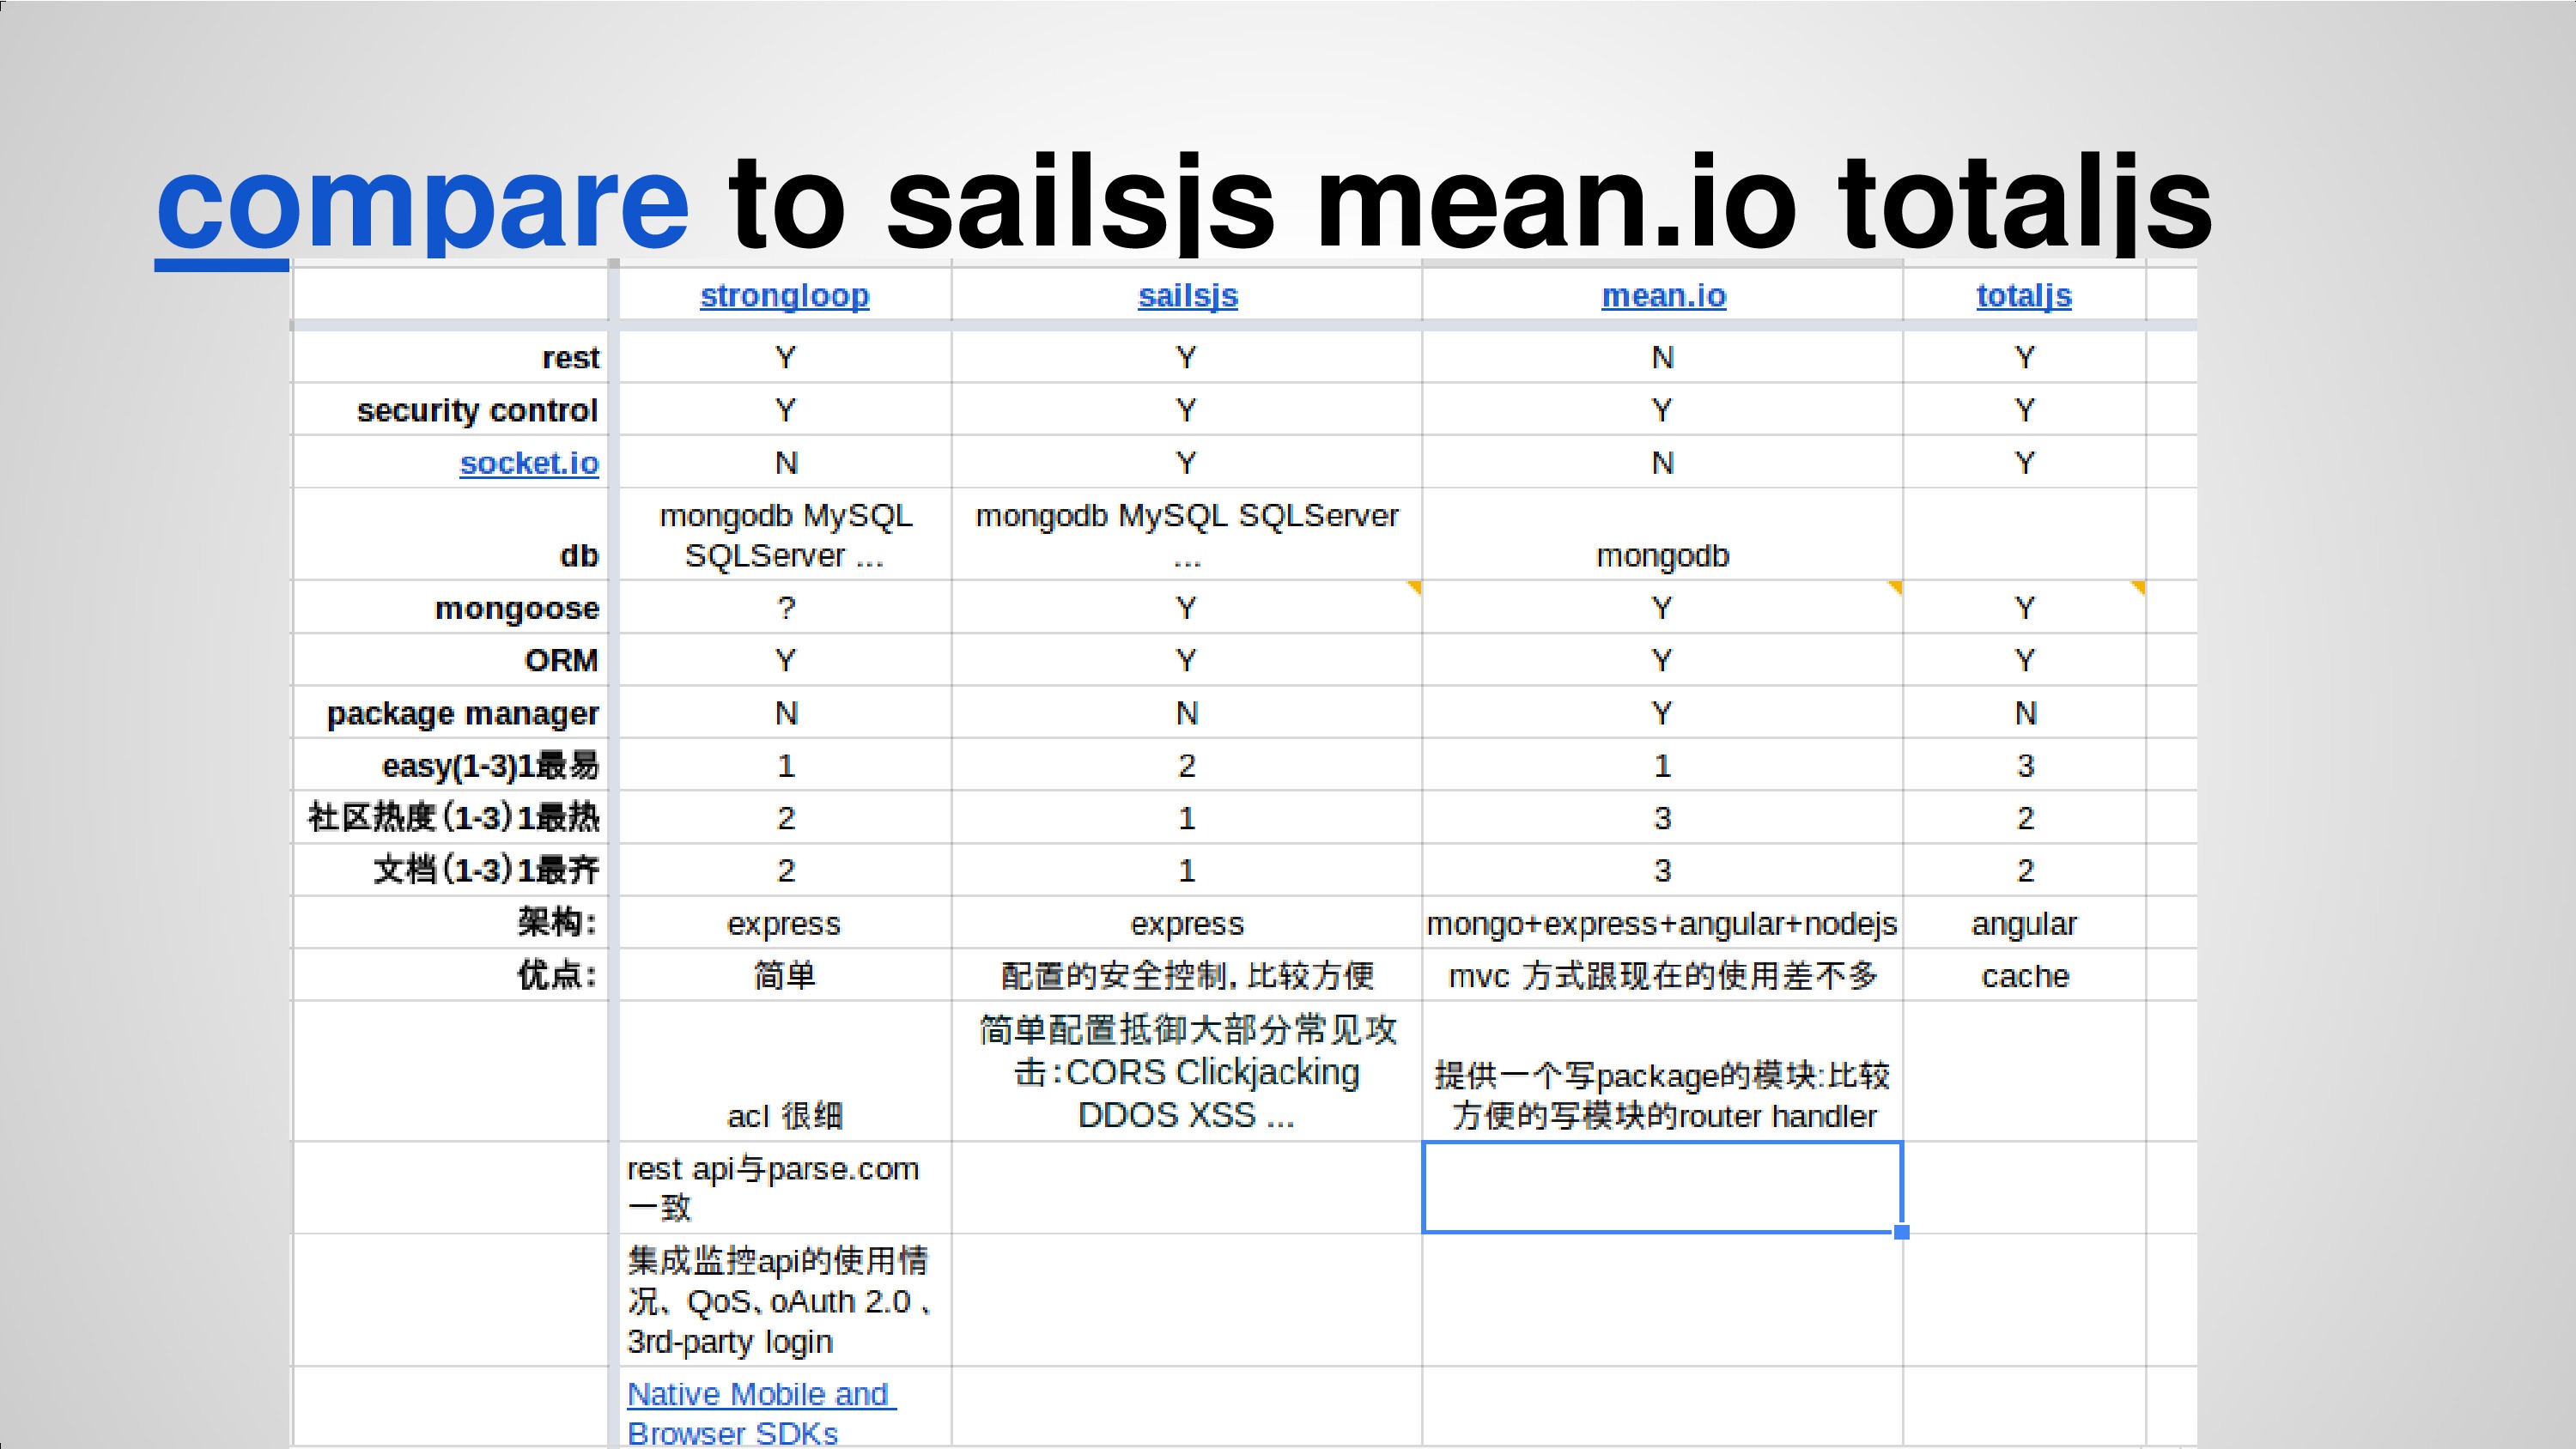 compare to sailsjs mean.io totaljs
strongloop sailsjs mean.io totaljs
rest Y Y N Y
security control Y Y Y Y
socket.io N Y N Y
db mongodb MySQL SQLServer ... mongodb MySQL SQLServer ... mongodb
mongoose ? Y Y Y
ORM Y Y Y Y
package manager N N Y N
easy(1-3)1最易 1 2 1 3
社区热度(1-3)1最热 2 1 3 2
文档(1-3)1最齐 2 1 3 2
架构: express express mongo+express+angular+nodejs angular
优点: 简单 配置的安全控制, 比较方便 mvc 方式跟现在的使用差不多 cache
acl 很细
简单配置抵御大部分常见攻
击:CORS Clickjacking
DDOS XSS ...
提供一个写package的模块:比较
方便的写模块的router handler
rest api与parse.com
一致
集成监控api的使用情
况、QoS、oAuth 2.0 、
3rd-party login
Native Mobile and
Browser SDKs